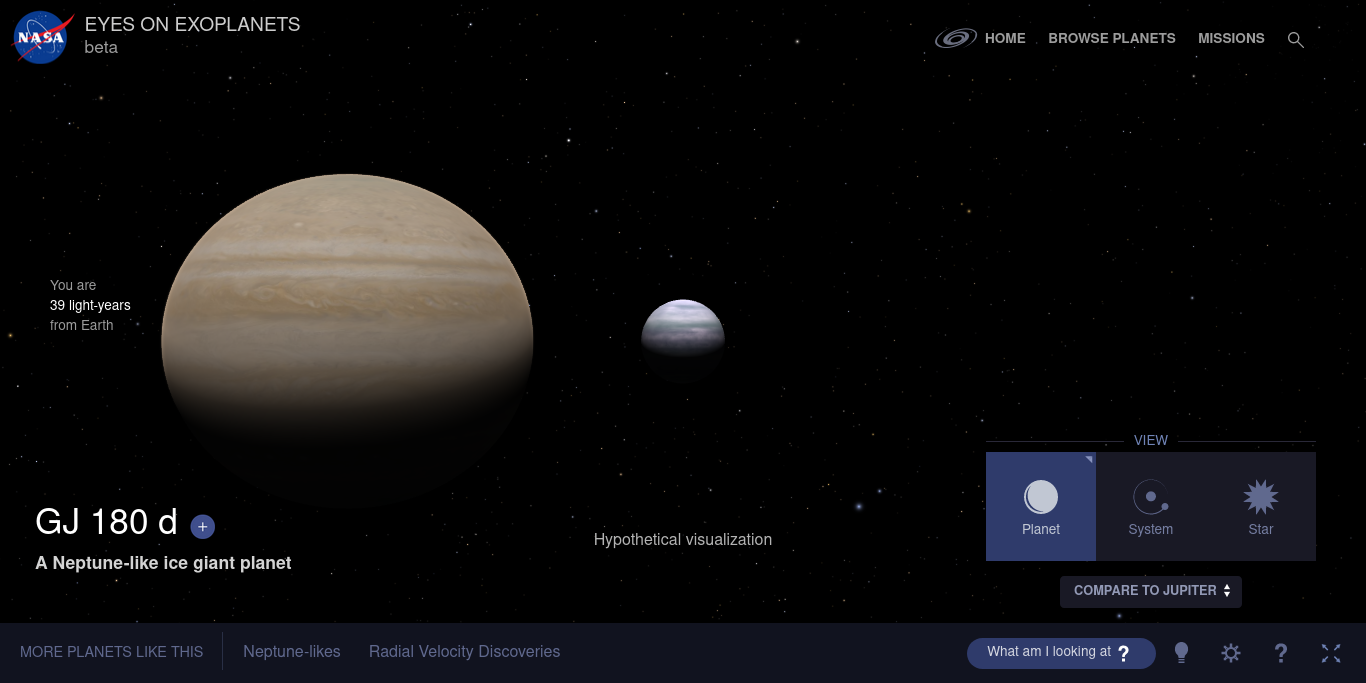 NASA
EYES ON EXOPLANETS
beta
HOME
BROWSE PLANETS
MISSIONS
You are
39 light-years
from Earth
GJ 180 d +
A Neptune-like ice giant planet
Hypothetical visualization
VIEW
Planet
System
Star
COMPARE TO JUPITER
MORE PLANETS LIKE THIS
Neptune-likes
Radial Velocity Discoveries
What am I looking at ?
?